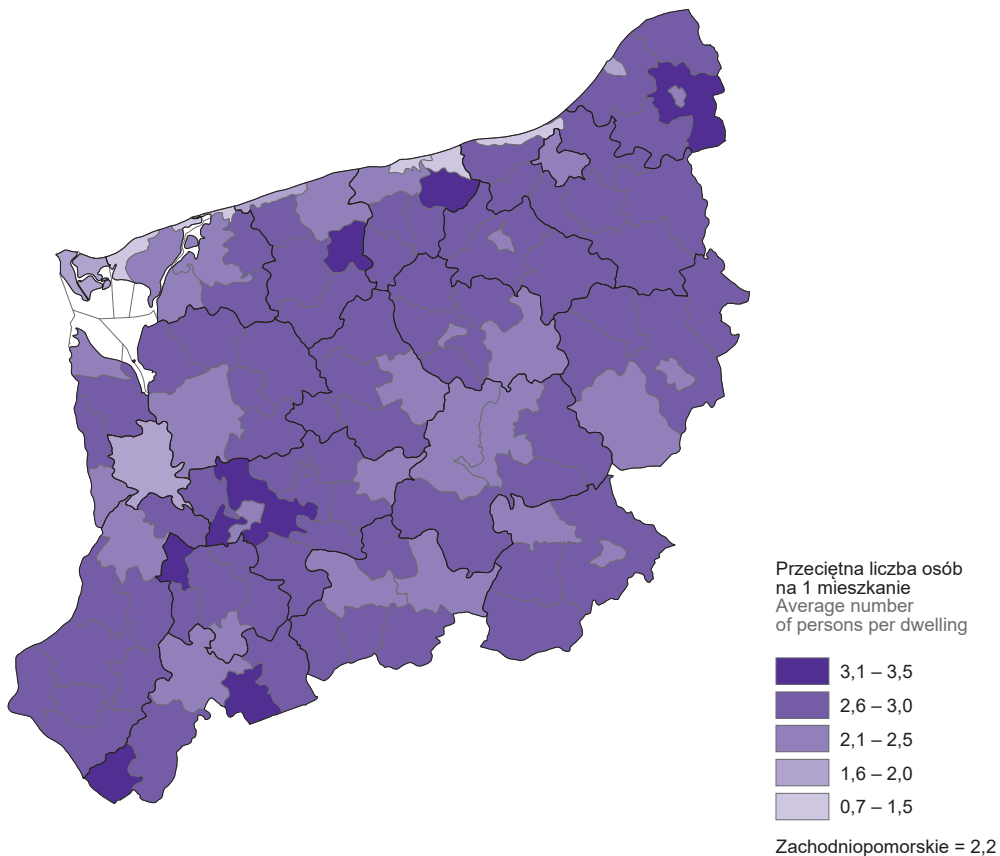 Przeciętna liczba osób
na 1 mieszkanie
Average number
of persons per dwelling
3,1 – 3,5
2,6 – 3,0
2,1 – 2,5
1,6 – 2,0
0,7 – 1,5
Zachodniopomorskie = 2,2